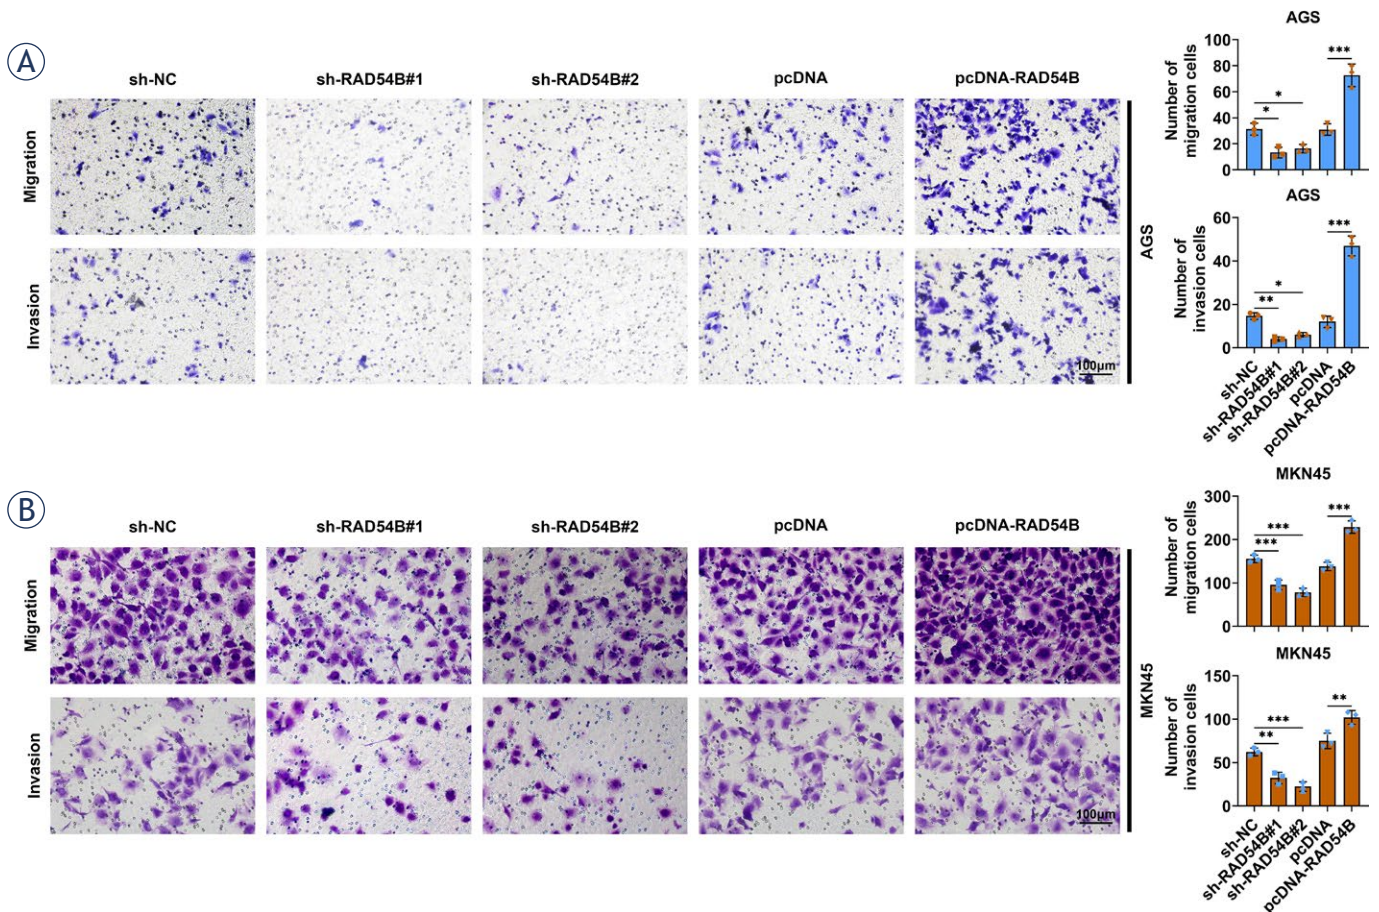 A
sh-NC
sh-RAD54B#1
sh-RAD54B#2
pcDNA
pcDNA-RAD54B
Migration
Invasion
100μm
AGS
AGS
Number of
migration cells
100
80
60
40
20
0
*
*
***
AGS
Number of
invasion cells
60
40
20
0
**
*
***
sh-NC
sh-RAD54B#1
sh-RAD54B#2
pcDNA
pcDNA-RAD54B
B
sh-NC
sh-RAD54B#1
sh-RAD54B#2
pcDNA
pcDNA-RAD54B
Migration
Invasion
100μm
MKN45
MKN45
Number of
migration cells
300
200
100
0
***
***
***
MKN45
Number of
invasion cells
150
100
50
0
**
***
**
sh-NC
sh-RAD54B#1
sh-RAD54B#2
pcDNA
pcDNA-RAD54B